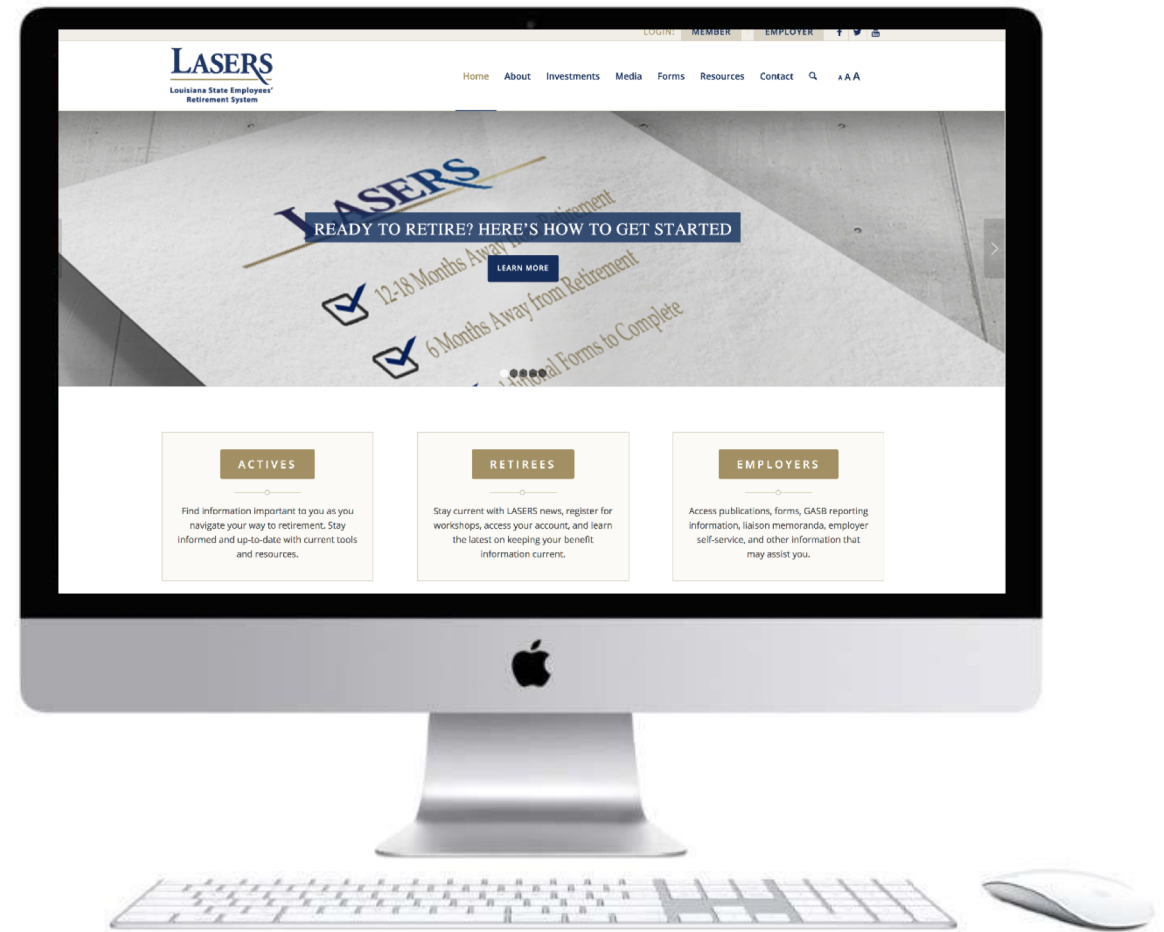 LOGIN: MEMBER EMPLOYER
LASERS
Louisiana State Employees'
Retirement System
Home About Investments Media Forms Resources Contact A A A
LASERS
READY TO RETIRE? HERE'S HOW TO GET STARTED
LEARN MORE
12-18 Months Away from Retirement
6 Months Away from Retirement
Additional Forms to Complete
ACTIVES
Find information important to you as you
navigate your way to retirement. Stay
informed and up-to-date with current tools
and resources.
RETIREES
Stay current with LASERS news, register for
workshops, access your account, and learn
the latest on keeping your benefit
information current.
EMPLOYERS
Access publications, forms, GASB reporting
information, liaison memoranda, employer
self-service, and other information that
may assist you.